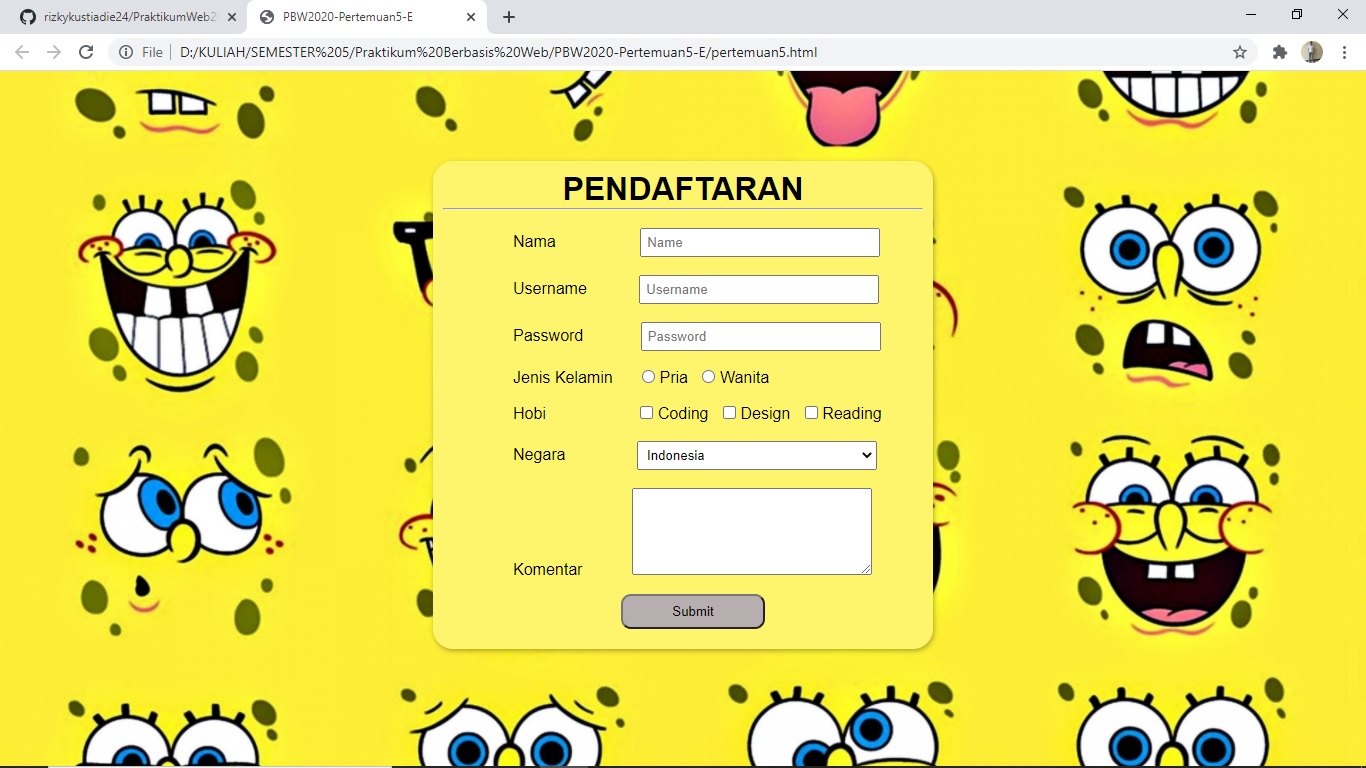 rizkykustiadie24/PraktikumWeb2
PBW2020-Pertemuan5-E
File
D:/KULIAH/SEMESTER%205/Praktikum%20Berbasis%20Web/PBW2020-Pertemuan5-E/pertemuan5.html
PENDAFTARAN
Nama Name
Username Username
Password Password
Jenis Kelamin Pria Wanita
Hobi Coding Design Reading
Negara Indonesia
Komentar
Submit